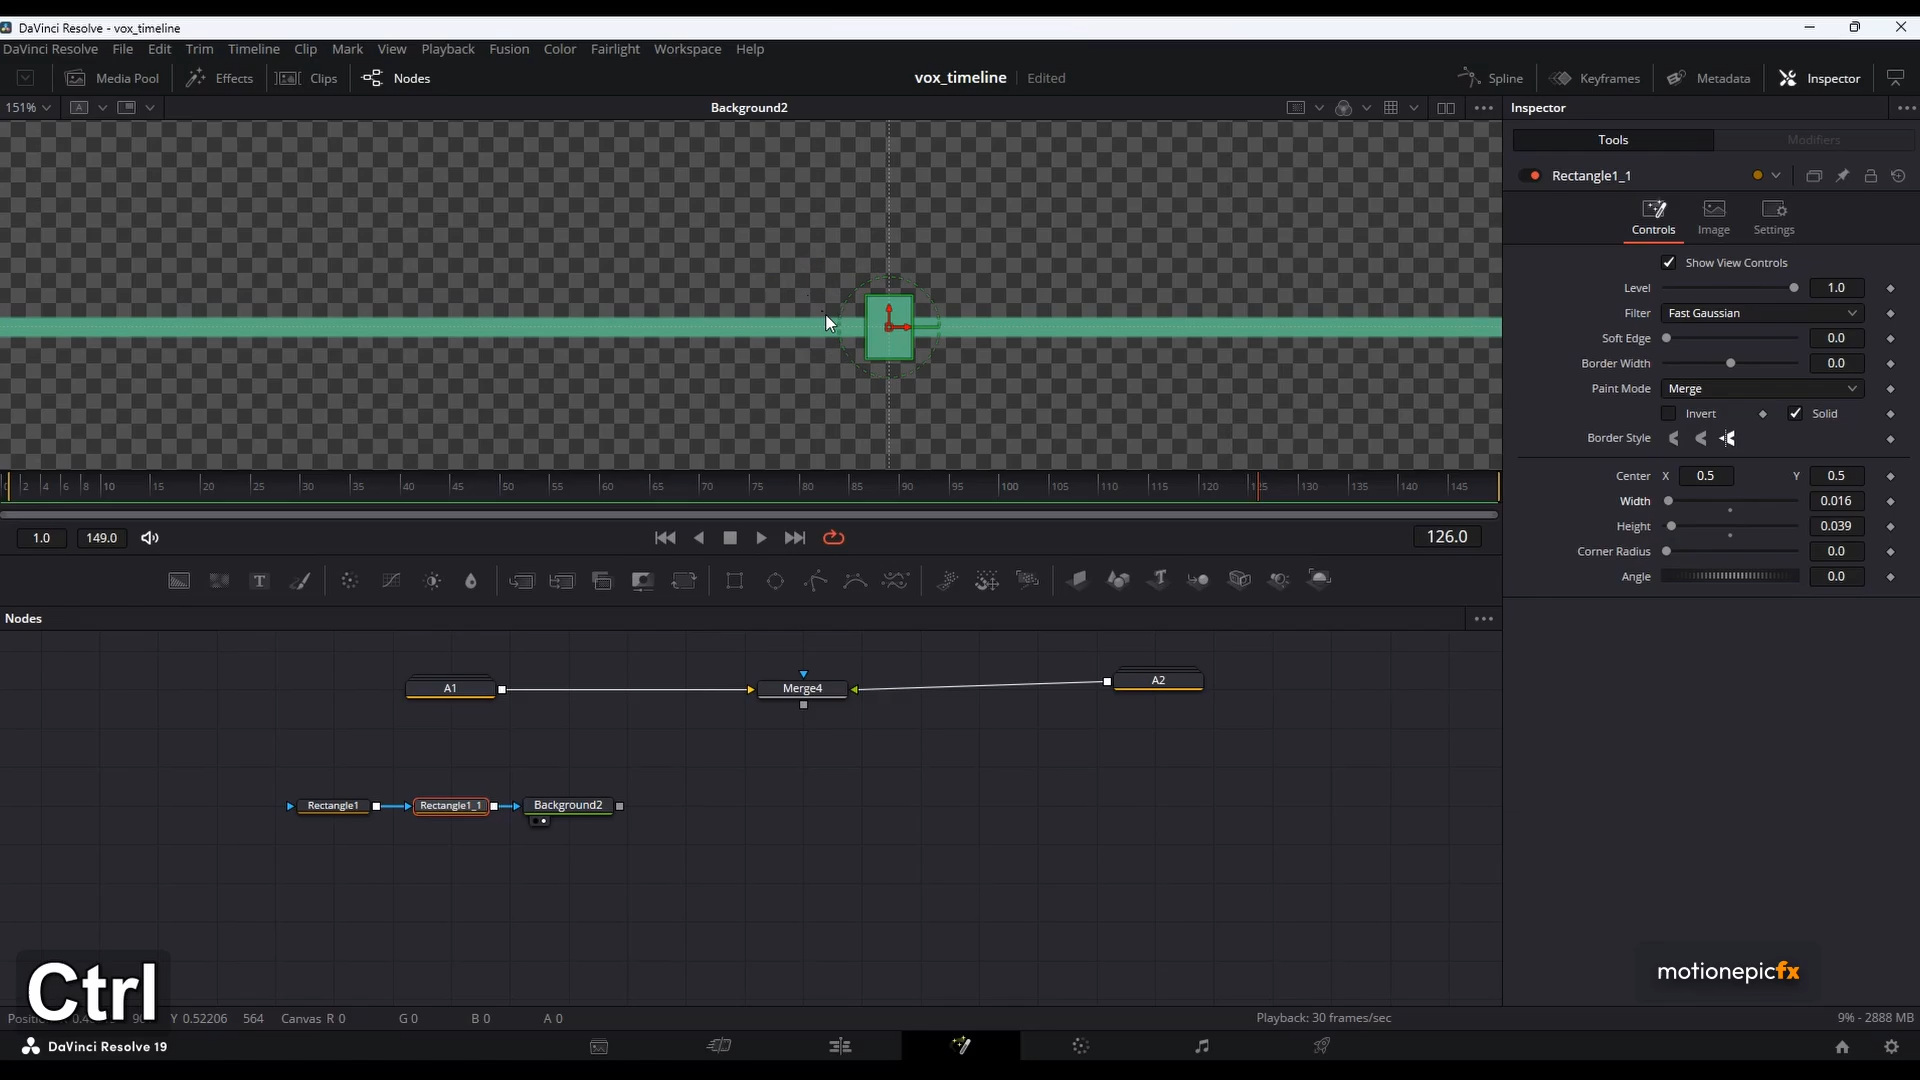 DaVinci Resolve - vox_timeline
DaVinci Resolve File Edit Trim Timeline Clip Mark View Playback Fusion Color Fairlight Workspace Help
Media Pool Effects Clips Nodes vox_timeline Edited Spline Keyframes Metadata Inspector
151% A Background2 Inspector
Tools Modifiers
Rectangle1_1
Controls Image Settings
Show View Controls
Level 1.0
Filter Fast Gaussian
Soft Edge 0.0
Border Width 0.0
Paint Mode Merge
Invert Solid
Border Style
Center X 0.5 Y 0.5
Width 0.016
Height 0.039
Corner Radius 0.0
Angle 0.0
2 4 6 8 10 15 20 25 30 35 40 45 50 55 60 65 70 75 80 85 90 95 100 105 110 115 120 125 130 135 140 145
1.0 149.0 126.0
T T
Nodes
A1 Merge4 A2
Rectangle1 Rectangle1_1 Background2
Ctrl
motionepicfx
Y 0.52206 564 Canvas R 0 G 0 B 0 A 0 Playback: 30 frames/sec 9% - 2888 MB
DaVinci Resolve 19